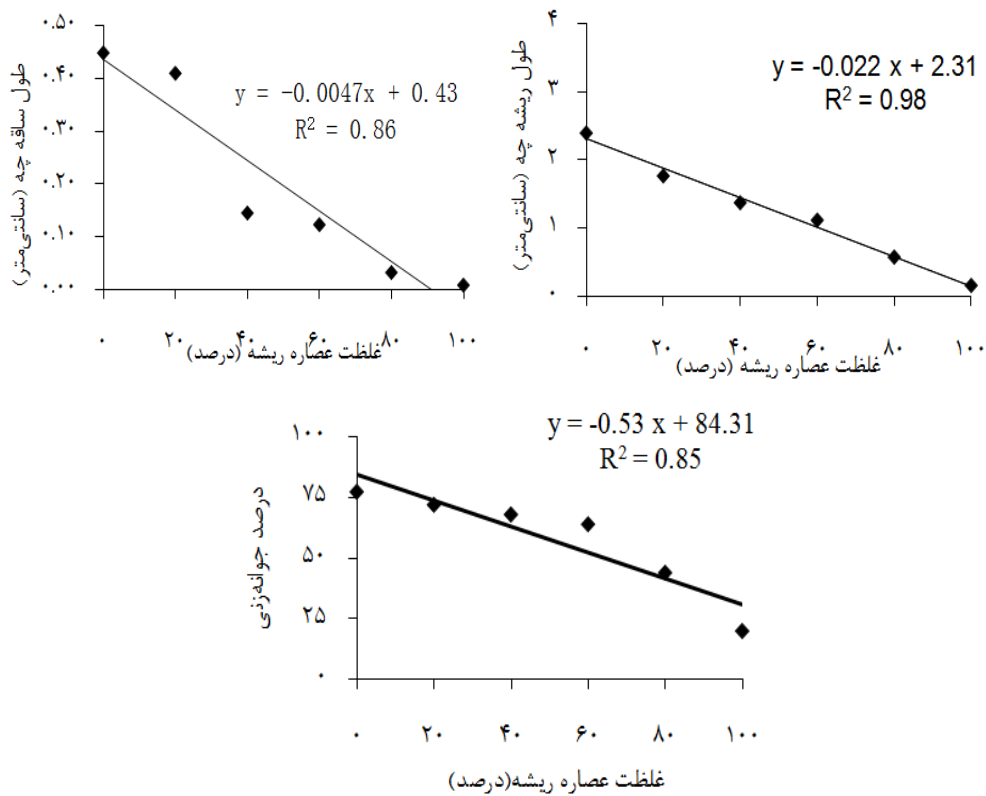 طول ساقه چه (سانتی‌متر)
۰.۵۰
۰.۴۰
۰.۳۰
۰.۲۰
۰.۱۰
۰.۰۰
y = -0.0047x + 0.43
R² = 0.86
۰ ۲۰ ۴۰ ۶۰ ۸۰ ۱۰۰
غلظت عصاره ریشه (درصد)
طول ریشه چه (سانتی‌متر)
۴
۳
۲
۱
۰
y = -0.022 x + 2.31
R² = 0.98
۰ ۲۰ ۴۰ ۶۰ ۸۰ ۱۰۰
غلظت عصاره ریشه (درصد)
درصد جوانه‌زنی
۱۰۰
۷۵
۵۰
۲۵
۰
y = -0.53 x + 84.31
R² = 0.85
۰ ۲۰ ۴۰ ۶۰ ۸۰ ۱۰۰
غلظت عصاره ریشه(درصد)